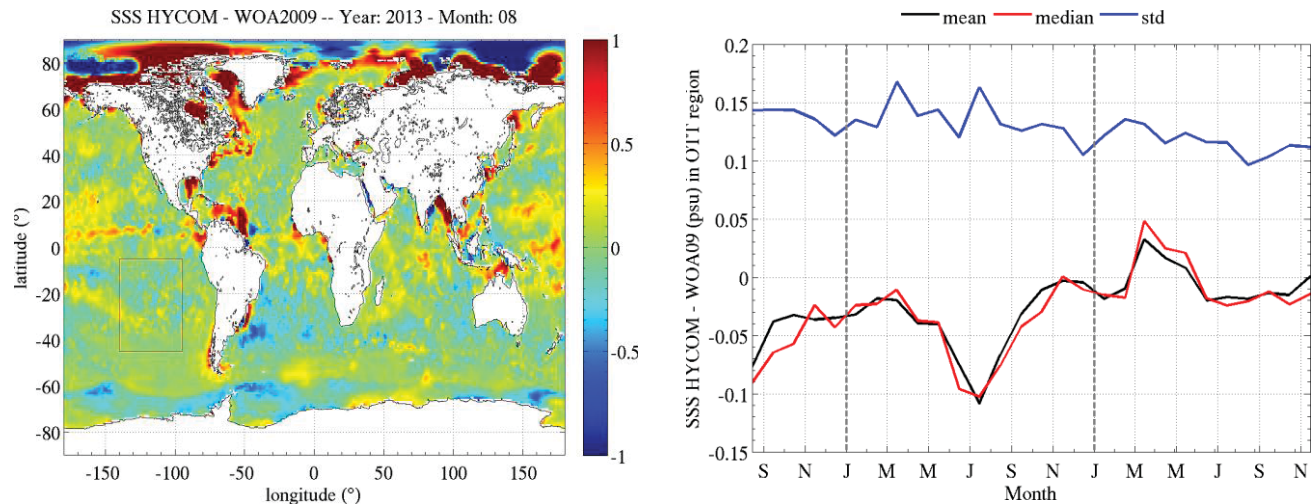 SSS HYCOM - WOA2009 -- Year: 2013 - Month: 08
latitude (°)
80
60
40
20
0
-20
-40
-60
-80
-150 -100 -50 0 50 100 150
longitude (°)
1
0.5
0
-0.5
-1
mean median std
SSS HYCOM - WOA09 (psu) in OTT region
0.2
0.15
0.1
0.05
0
-0.05
-0.1
-0.15
S N J M M J S N J M M J S N
Month